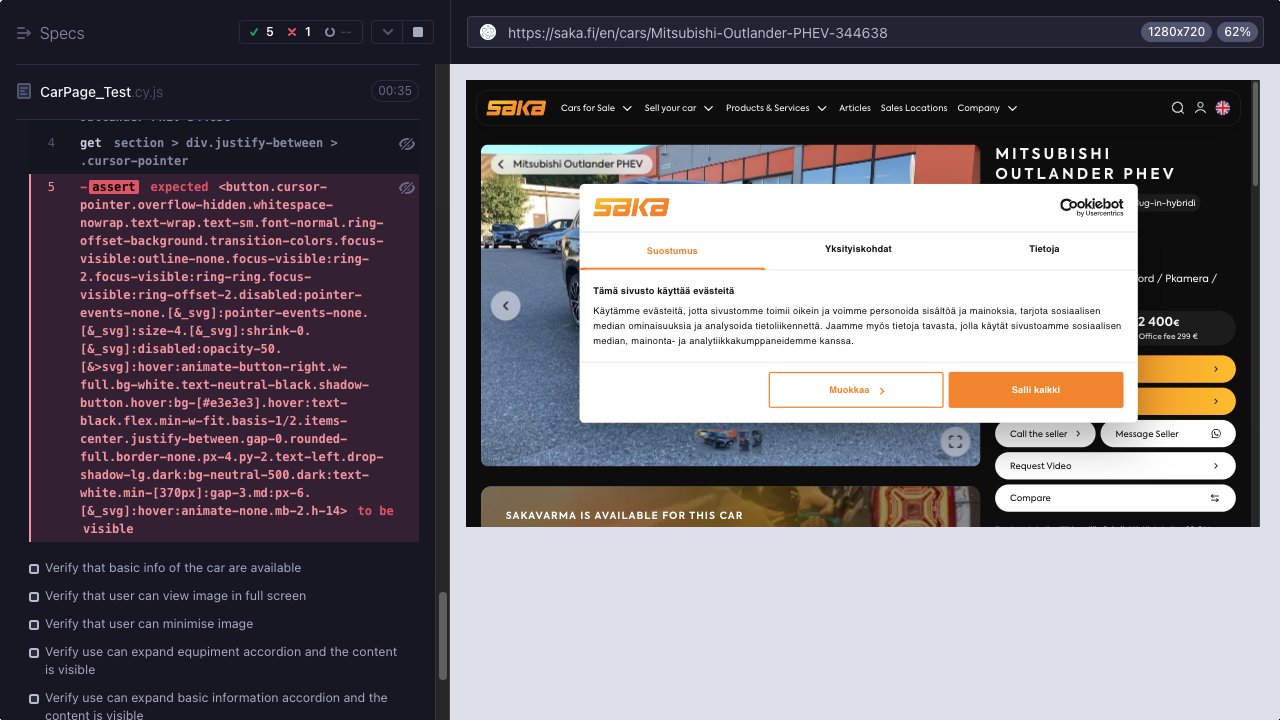 Specs
5
1
--
https://saka.fi/en/cars/Mitsubishi-Outlander-PHEV-344638
1280x720
62%
CarPage_Test.cy.js
00:35
4
get section > div.justify-between >
.cursor-pointer
5
-assert expected <button.cursor-
pointer.overflow-hidden.whitespace-
nowrap.text-wrap.text-sm.font-normal.ring-
offset-background.transition-colors.focus-
visible:outline-none.focus-visible:ring-
2.focus-visible:ring-ring.focus-
visible:ring-offset-2.disabled:pointer-
events-none.[&_svg]:pointer-events-none.
[&_svg]:size-4.[&_svg]:shrink-0.
[&_svg]:disabled:opacity-50.
[&>svg]:hover:animate-button-right.w-
full.bg-white.text-neutral-black.shadow-
button.hover:bg-[#e3e3e3].hover:text-
black.flex.min-w-fit.basis-1/2.items-
center.justify-between.gap-0.rounded-
full.border-none.px-4.py-2.text-left.drop-
shadow-lg.dark:bg-neutral-500.dark:text-
white.min-[370px]:gap-3.md:px-6.
[&_svg]:hover:animate-none.mb-2.h-14> to be
visible
Verify that basic info of the car are available
Verify that user can view image in full screen
Verify that user can minimise image
Verify use can expand equpiment accordion and the content
is visible
Verify use can expand basic information accordion and the
content is visible
saka
Cars for Sale
Sell your car
Products & Services
Articles
Sales Locations
Company
Mitsubishi Outlander PHEV
MITSUBISHI
OUTLANDER PHEV
lug-in-hybridi
saka
Cookiebot
by Usercentrics
Suostumus
Yksityiskohdat
Tietoja
Tämä sivusto käyttää evästeitä
Käytämme evästeitä, jotta sivustomme toimii oikein ja voimme personoida sisältöä ja mainoksia, tarjota sosiaalisen
median ominaisuuksia ja analysoida tietoliikennettä. Jaamme myös tietoja tavasta, jolla käytät sivustoamme sosiaalisen
median, mainonta- ja analytiikkakumppaneidemme kanssa.
Muokkaa
Salli kaikki
ord / Pkamera /
2 400€
Office fee 299 €
Call the seller
Message Seller
Request Video
Compare
SAKAVARMA IS AVAILABLE FOR THIS CAR